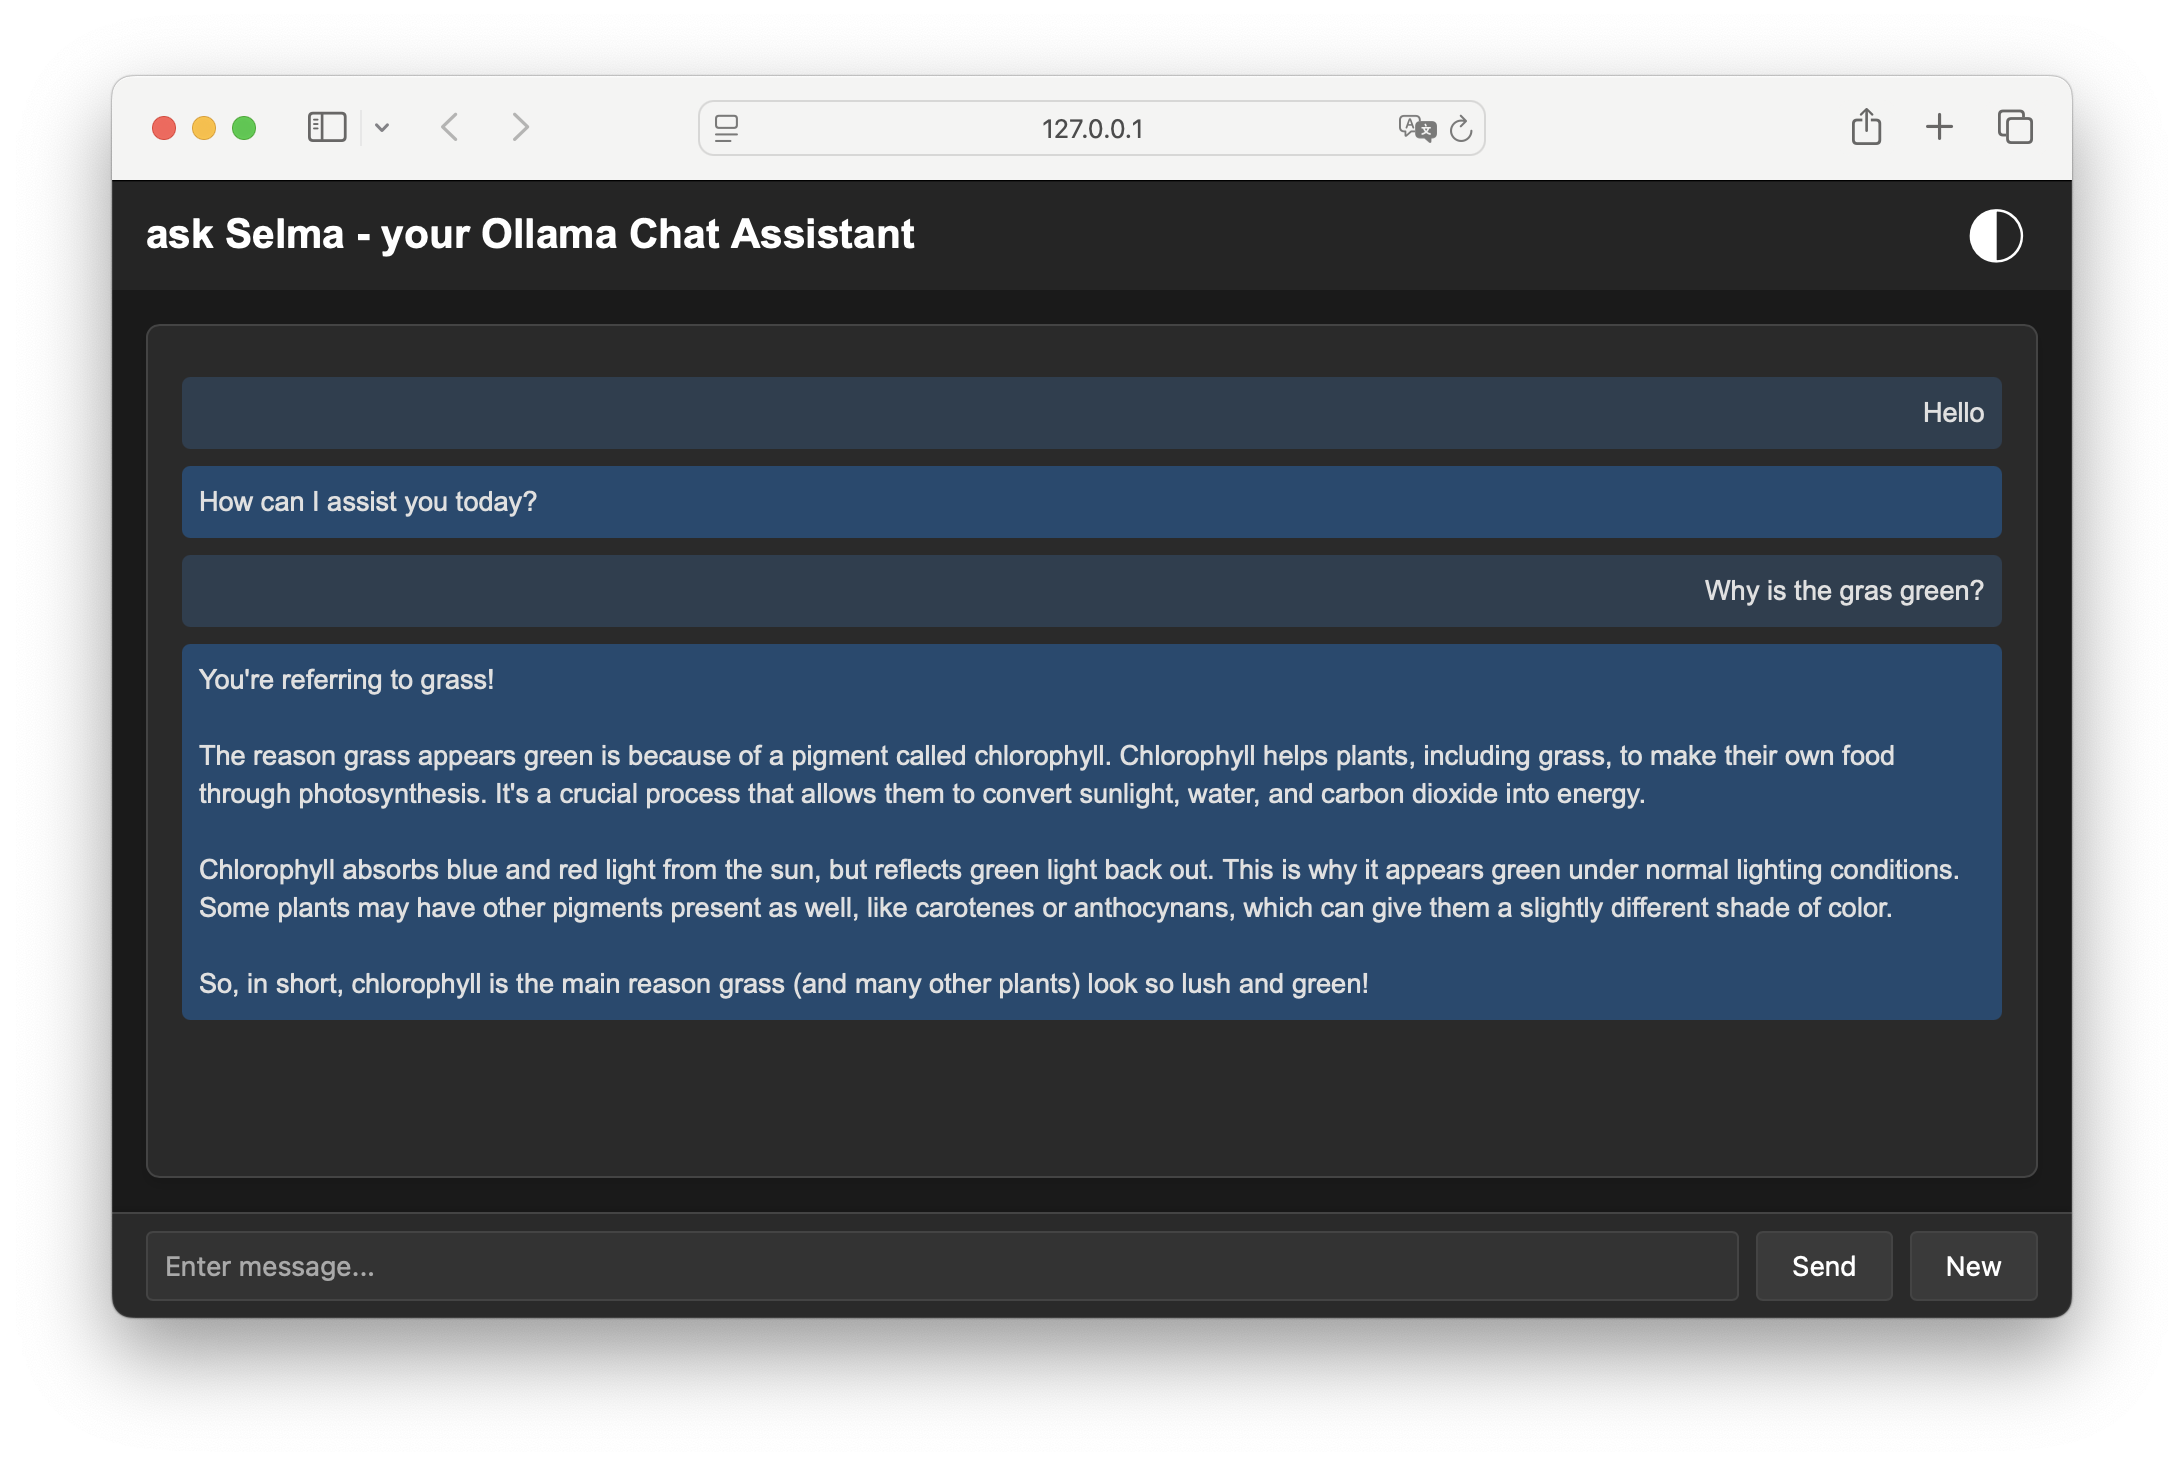 127.0.0.1
ask Selma - your Ollama Chat Assistant
Hello
How can I assist you today?
Why is the gras green?
You're referring to grass!
The reason grass appears green is because of a pigment called chlorophyll. Chlorophyll helps plants, including grass, to make their own food
through photosynthesis. It's a crucial process that allows them to convert sunlight, water, and carbon dioxide into energy.
Chlorophyll absorbs blue and red light from the sun, but reflects green light back out. This is why it appears green under normal lighting conditions.
Some plants may have other pigments present as well, like carotenes or anthocynans, which can give them a slightly different shade of color.
So, in short, chlorophyll is the main reason grass (and many other plants) look so lush and green!
Enter message...
Send
New